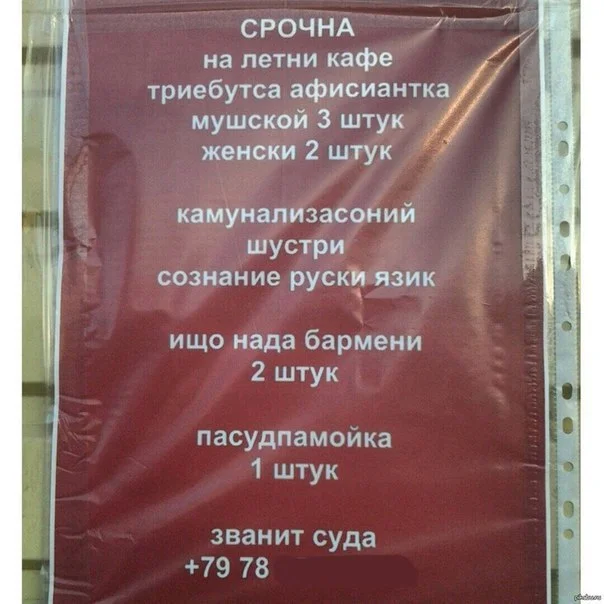 СРОЧНА
на летни кафе
триебутса афисиантка
мушской 3 штук
женски 2 штук
камунализасоний
шустри
сознание руски язик
ищо нада бармени
2 штук
пасудпамойка
1 штук
званит суда
+79 78